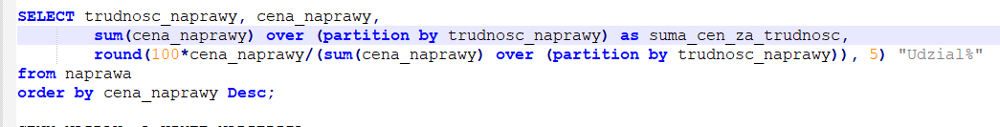 SELECT trudnosc_naprawy, cena_naprawy,
sum(cena_naprawy) over (partition by trudnosc_naprawy) as suma_cen_za_trudnosc,
round(100*cena_naprawy/(sum(cena_naprawy) over (partition by trudnosc_naprawy)), 5) "Udzial%"
from naprawa
order by cena_naprawy Desc;